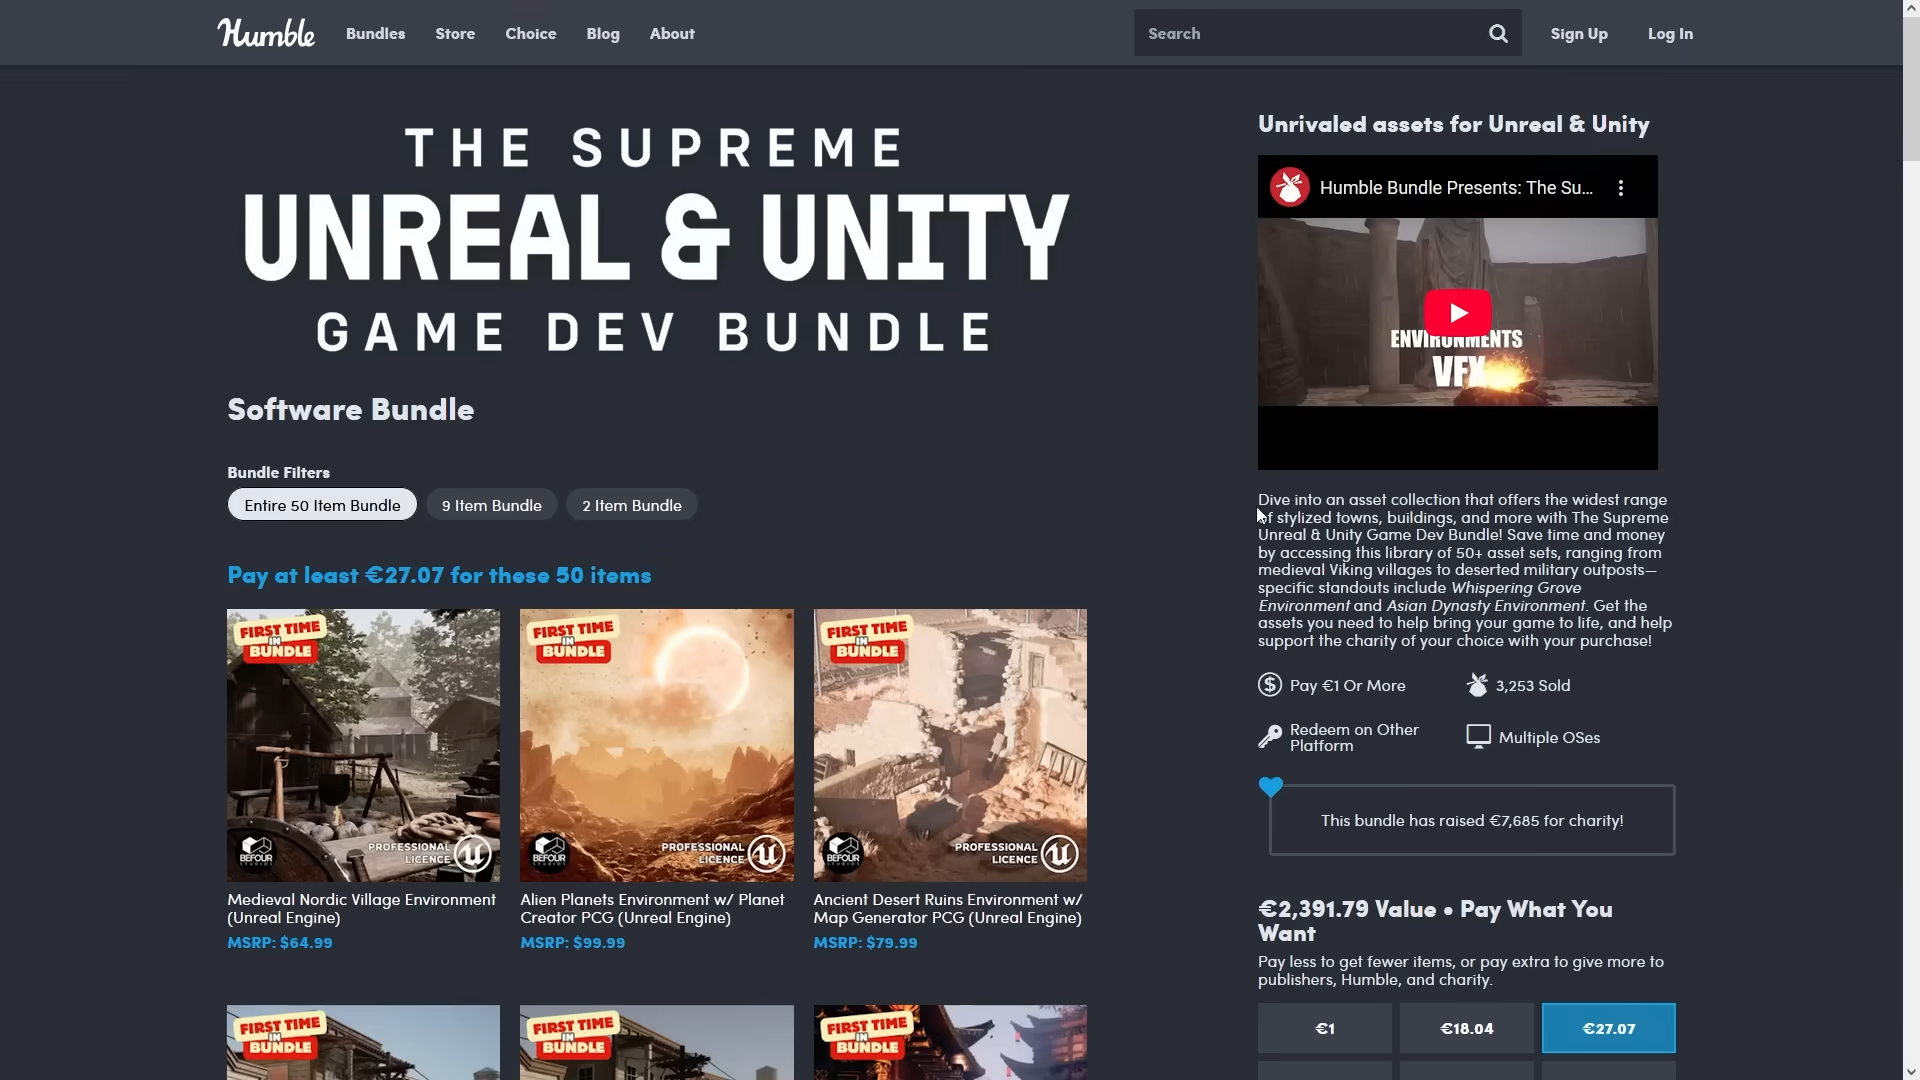 Humble
Bundles
Store
Choice
Blog
About
Search
Sign Up
Log In
THE SUPREME
UNREAL & UNITY
GAME DEV BUNDLE
Software Bundle
Bundle Filters
Entire 50 Item Bundle
9 Item Bundle
2 Item Bundle
Pay at least €27.07 for these 50 items
FIRST TIME
IN
BUNDLE
BEFOUR
STUDIOS
PROFESSIONAL
LICENCE
Medieval Nordic Village Environment
(Unreal Engine)
MSRP: $64.99
FIRST TIME
IN
BUNDLE
BEFOUR
STUDIOS
PROFESSIONAL
LICENCE
Alien Planets Environment w/ Planet
Creator PCG (Unreal Engine)
MSRP: $99.99
FIRST TIME
IN
BUNDLE
BEFOUR
STUDIOS
PROFESSIONAL
LICENCE
Ancient Desert Ruins Environment w/
Map Generator PCG (Unreal Engine)
MSRP: $79.99
FIRST TIME
IN
BUNDLE
FIRST TIME
IN
BUNDLE
FIRST TIME
IN
BUNDLE
Unrivaled assets for Unreal & Unity
Humble Bundle Presents: The Su...
ENVIRONMENTS
VFX
Dive into an asset collection that offers the widest range
of stylized towns, buildings, and more with The Supreme
Unreal & Unity Game Dev Bundle! Save time and money
by accessing this library of 50+ asset sets, ranging from
medieval Viking villages to deserted military outposts—
specific standouts include Whispering Grove
Environment and Asian Dynasty Environment. Get the
assets you need to help bring your game to life, and help
support the charity of your choice with your purchase!
Pay €1 Or More
3,253 Sold
Redeem on Other
Platform
Multiple OSes
This bundle has raised €7,685 for charity!
€2,391.79 Value • Pay What You
Want
Pay less to get fewer items, or pay extra to give more to
publishers, Humble, and charity.
€1
€18.04
€27.07